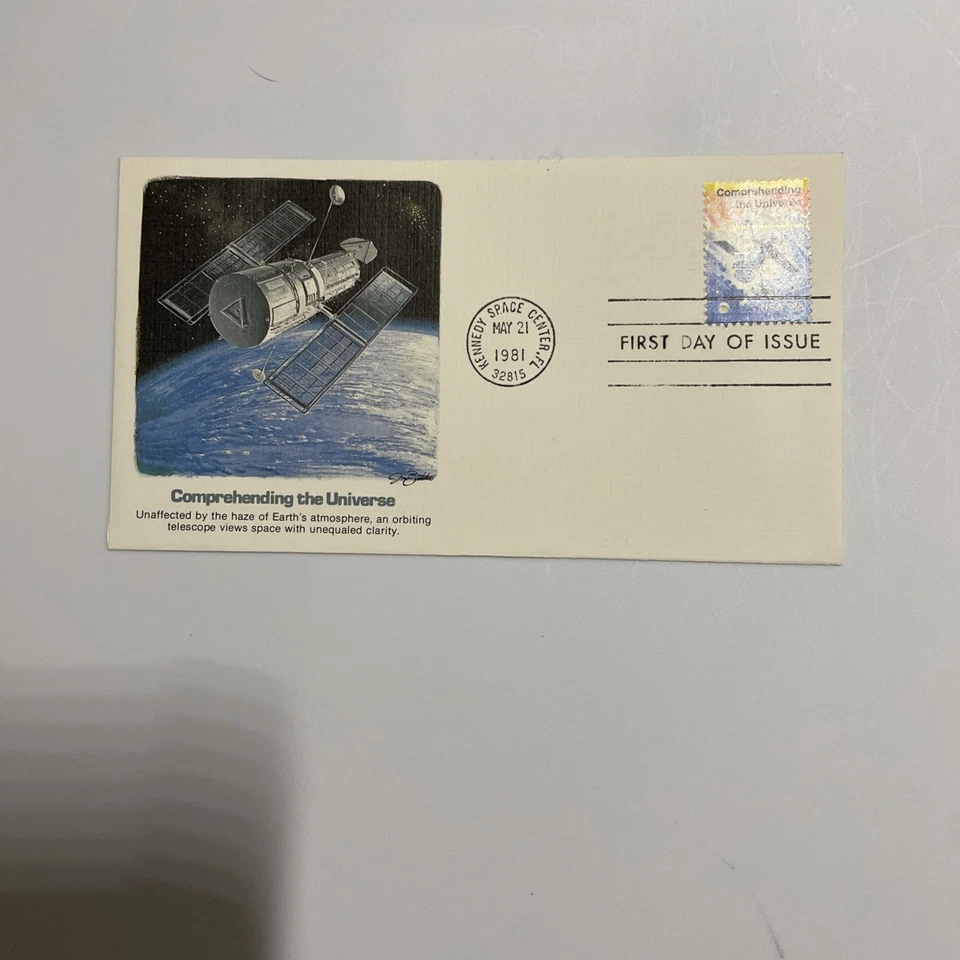 Comprehending
the Universe
KENNEDY SPACE CENTER, FL
MAY 21
1981
32815
FIRST DAY OF ISSUE
Comprehending the Universe
Unaffected by the haze of Earth's atmosphere, an orbiting
telescope views space with unequaled clarity.